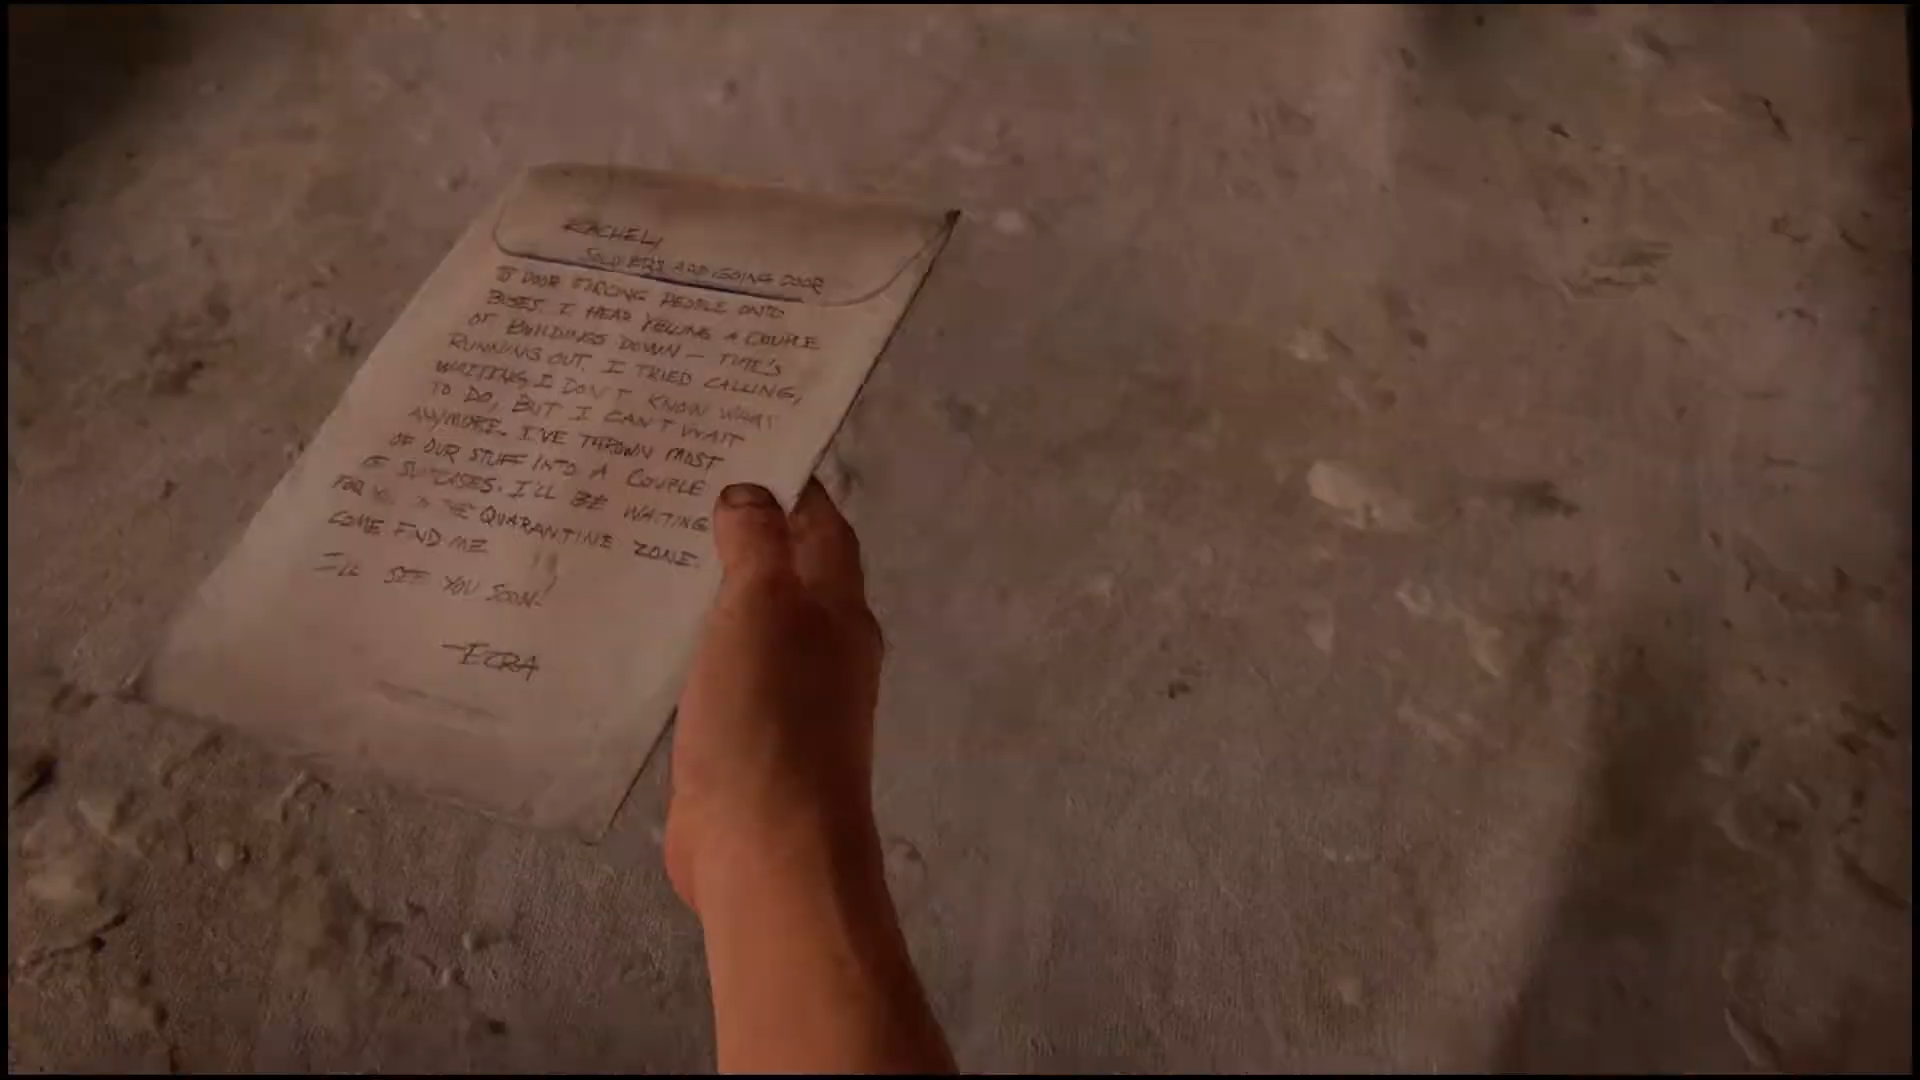 RACHEL,
SOLDIERS ARE GOING DOOR
TO DOOR FORCING PEOPLE ONTO
BUSES. I HEAR YELLING A COUPLE
OF BUILDINGS DOWN — TIME'S
RUNNING OUT. I TRIED CALLING,
WAITING, I DON'T KNOW WHAT
TO DO, BUT I CAN'T WAIT
ANYMORE. I'VE THROWN MOST
OF OUR STUFF INTO A COUPLE
OF SUITCASES. I'LL BE WAITING
FOR YOU IN THE QUARANTINE ZONE.
COME FIND ME
I'LL SEE YOU SOON!
-EZRA